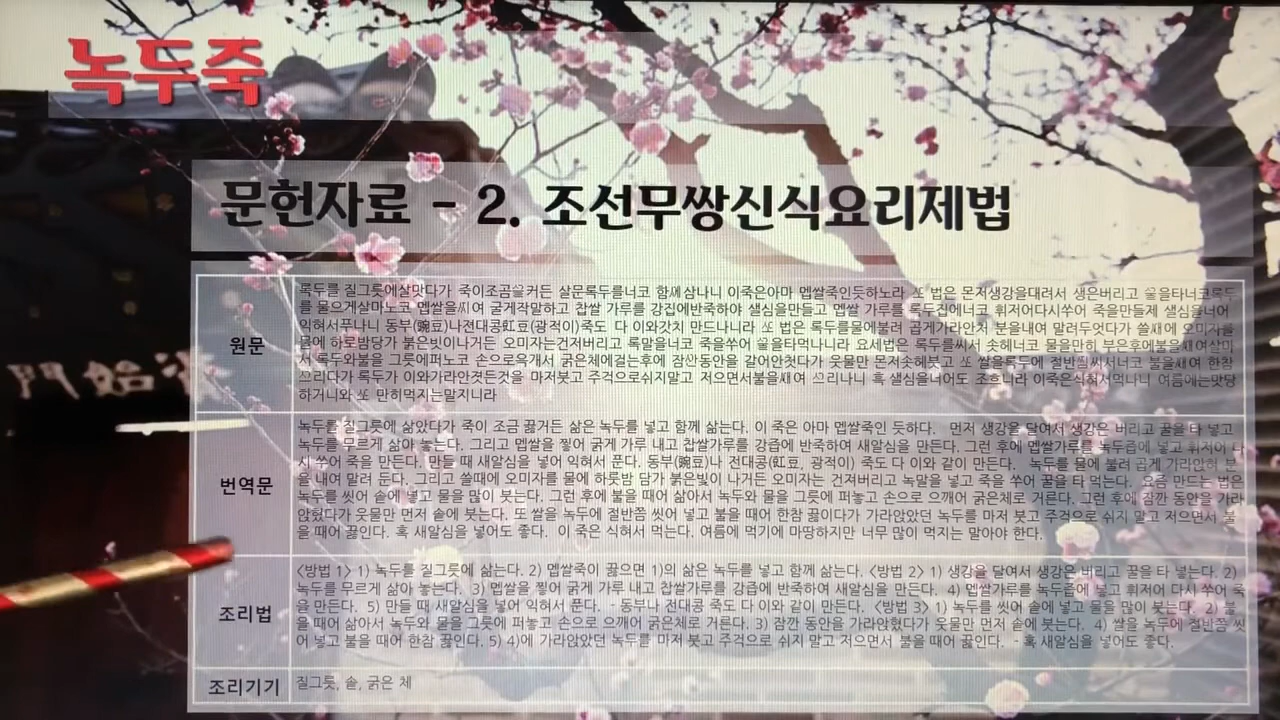 녹두죽
문헌자료 - 2. 조선무쌍신식요리제법
원문
록두를 질그릇에살맛다가 죽이조곰끌커든 살문록두를너코 함께삼나니 이죽은아마 멥쌀죽인듯하노라 또 법은 몬저생강을대려서 생은버리고 꿀을타너코록두
를 물으게살마노코 멥쌀을찌여 굴게작말하고 찹쌀 가루를 강집에반죽하야 샐심을만들고 멥쌀 가루를 록두집에너코 휘저어다시쑤어 죽을만들제 샐심을너어
익혀서푸나니 동부(豌豆)나전대콩虹豆(광적이)죽도 다 이와갓치 만드나니라 또 법은 록두를물에불려 곱게가라안처 분을내여 말려두엇다가 쓸때에 오미자를
물에 하로밤당가 붉은빗이나거든 오미자는건저버리고 록말을너코 죽을쑤어 꿀을타먹나니라 요세법은 록두를씨서 솟헤너코 물을만히 부은후에불을때여살미
서 록두와불을 그릇에퍼노코 손으로육개서 굵은체에걸는후에 잠깐동안을 갈어안첫다가 웃물만 몬저솟헤붓고 또 쌀을록두에 절반씀씨서너코 불을때여 한참
끄리다가 록두가 이와가라안젓든것을 마저붓고 주걱으로쉬지말고 저으면서불을때여 끄리나니 혹 샐심을너어도 조흐니라 이죽은식혀서먹나니 여름에는맛당
하거니와 또 만히먹지는말지니라
번역문
녹두를 질그릇에 삶았다가 죽이 조금 끓거든 삶은 녹두를 넣고 함께 삶는다. 이 죽은 아마 멥쌀죽인 듯하다. 먼저 생강을 달여서 생강은 버리고 꿀을 타 넣고
녹두를 무르게 삶아 놓는다. 그리고 멥쌀을 찧어 굵게 가루 내고 찹쌀가루를 강즙에 반죽하여 새알심을 만든다. 그런 후에 멥쌀가루를 녹두즙에 넣고 휘저어 다
시 쑤어 죽을 만든다. 만들 때 새알심을 넣어 익혀서 푼다. 동부(豌豆)나 전대콩(虹豆, 광적이) 죽도 다 이와 같이 만든다. 녹두를 물에 불려 곱게 가라안혀 분
을 내여 말려 둔다. 그리고 쓸때에 오미자를 물에 하룻밤 담가 붉은빛이 나거든 오미자는 건져버리고 녹말을 넣고 죽을 쑤어 꿀을 타 먹는다. 요즘 만드는 법은
녹두를 씻어 솥에 넣고 물을 많이 붓는다. 그런 후에 불을 때어 삶아서 녹두와 물을 그릇에 퍼놓고 손으로 으깨어 굵은체로 거른다. 그런 후에 잠깐 동안을 가라
앉혔다가 웃물만 먼저 솥에 붓는다. 또 쌀을 녹두에 절반쯤 씻어 넣고 불을 때어 한참 끓이다가 가라앉았던 녹두를 마저 붓고 주걱으로 쉬지 말고 저으면서 불
을 때어 끓인다. 혹 새알심을 넣어도 좋다. 이 죽은 식혀서 먹는다. 여름에 먹기에 마땅하지만 너무 많이 먹지는 말아야 한다.
조리법
<방법 1> 1) 녹두를 질그릇에 삶는다. 2) 멥쌀죽이 끓으면 1)의 삶은 녹두를 넣고 함께 삶는다. <방법 2> 1) 생강을 달여서 생강은 버리고 꿀을 타 넣는다. 2)
녹두를 무르게 삶아 놓는다. 3) 멥쌀을 찧어 굵게 가루 내고 찹쌀가루를 강즙에 반죽하여 새알심을 만든다. 4) 멥쌀가루를 녹두즙에 넣고 휘저어 다시 쑤어 죽
을 만든다. 5) 만들 때 새알심을 넣어 익혀서 푼다. - 동부나 전대콩 죽도 다 이와 같이 만든다. <방법 3> 1) 녹두를 씻어 솥에 넣고 물을 많이 붓는다. 2) 불
을 때어 삶아서 녹두와 물을 그릇에 퍼놓고 손으로 으깨어 굵은체로 거른다. 3) 잠깐 동안을 가라앉혔다가 웃물만 먼저 솥에 붓는다. 4) 쌀을 녹두에 절반쯤 씻
어 넣고 불을 때어 한참 끓인다. 5) 4)에 가라앉았던 녹두를 마저 붓고 주걱으로 쉬지 말고 저으면서 불을 때어 끓인다. - 혹 새알심을 넣어도 좋다.
조리기기
질그릇, 솥, 굵은 체